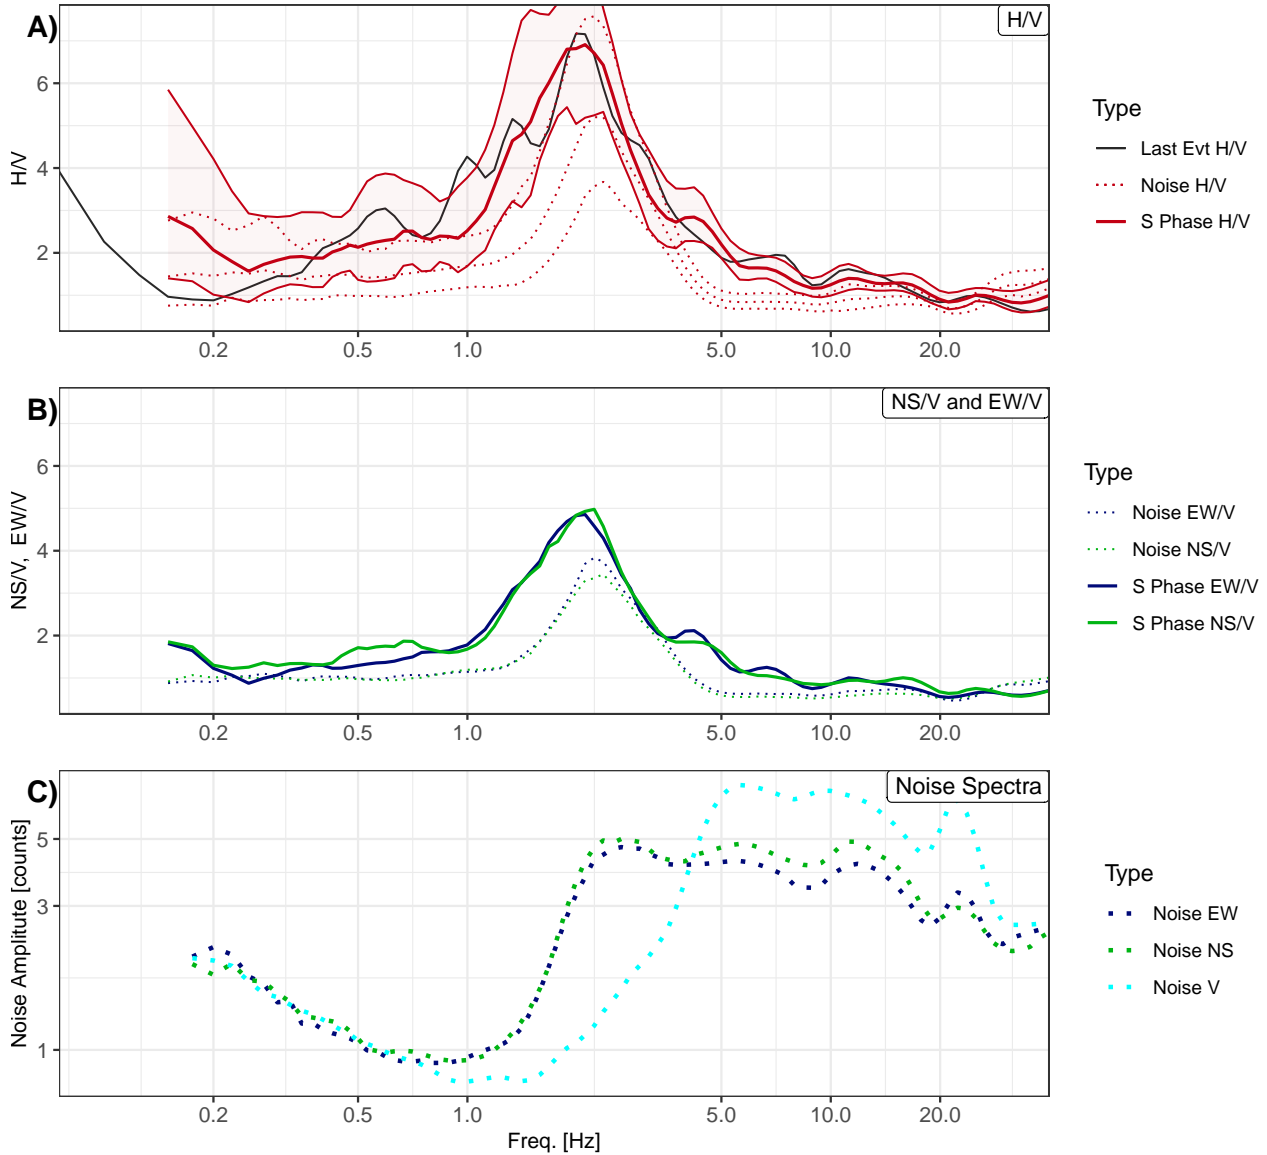 A)
H/V
6
4
2
H/V
0.2 0.5 1.0 5.0 10.0 20.0
Type
Last Evt H/V
Noise H/V
S Phase H/V
B)
NS/V and EW/V
6
4
2
NS/V, EW/V
0.2 0.5 1.0 5.0 10.0 20.0
Type
Noise EW/V
Noise NS/V
S Phase EW/V
S Phase NS/V
C)
Noise Spectra
5
3
1
Noise Amplitude [counts]
0.2 0.5 1.0 5.0 10.0 20.0
Freq. [Hz]
Type
Noise EW
Noise NS
Noise V